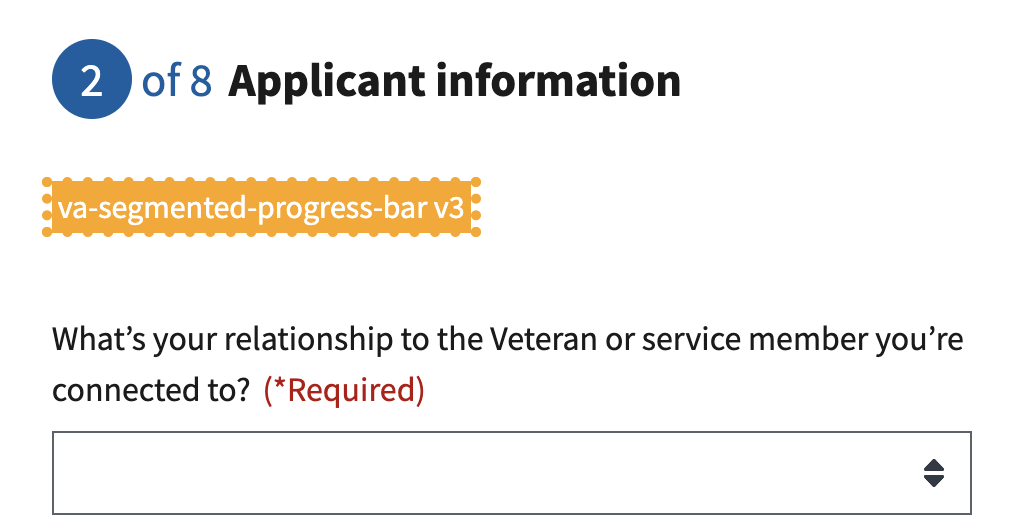 2 of 8 Applicant information
va-segmented-progress-bar v3
What’s your relationship to the Veteran or service member you’re
connected to? (*Required)